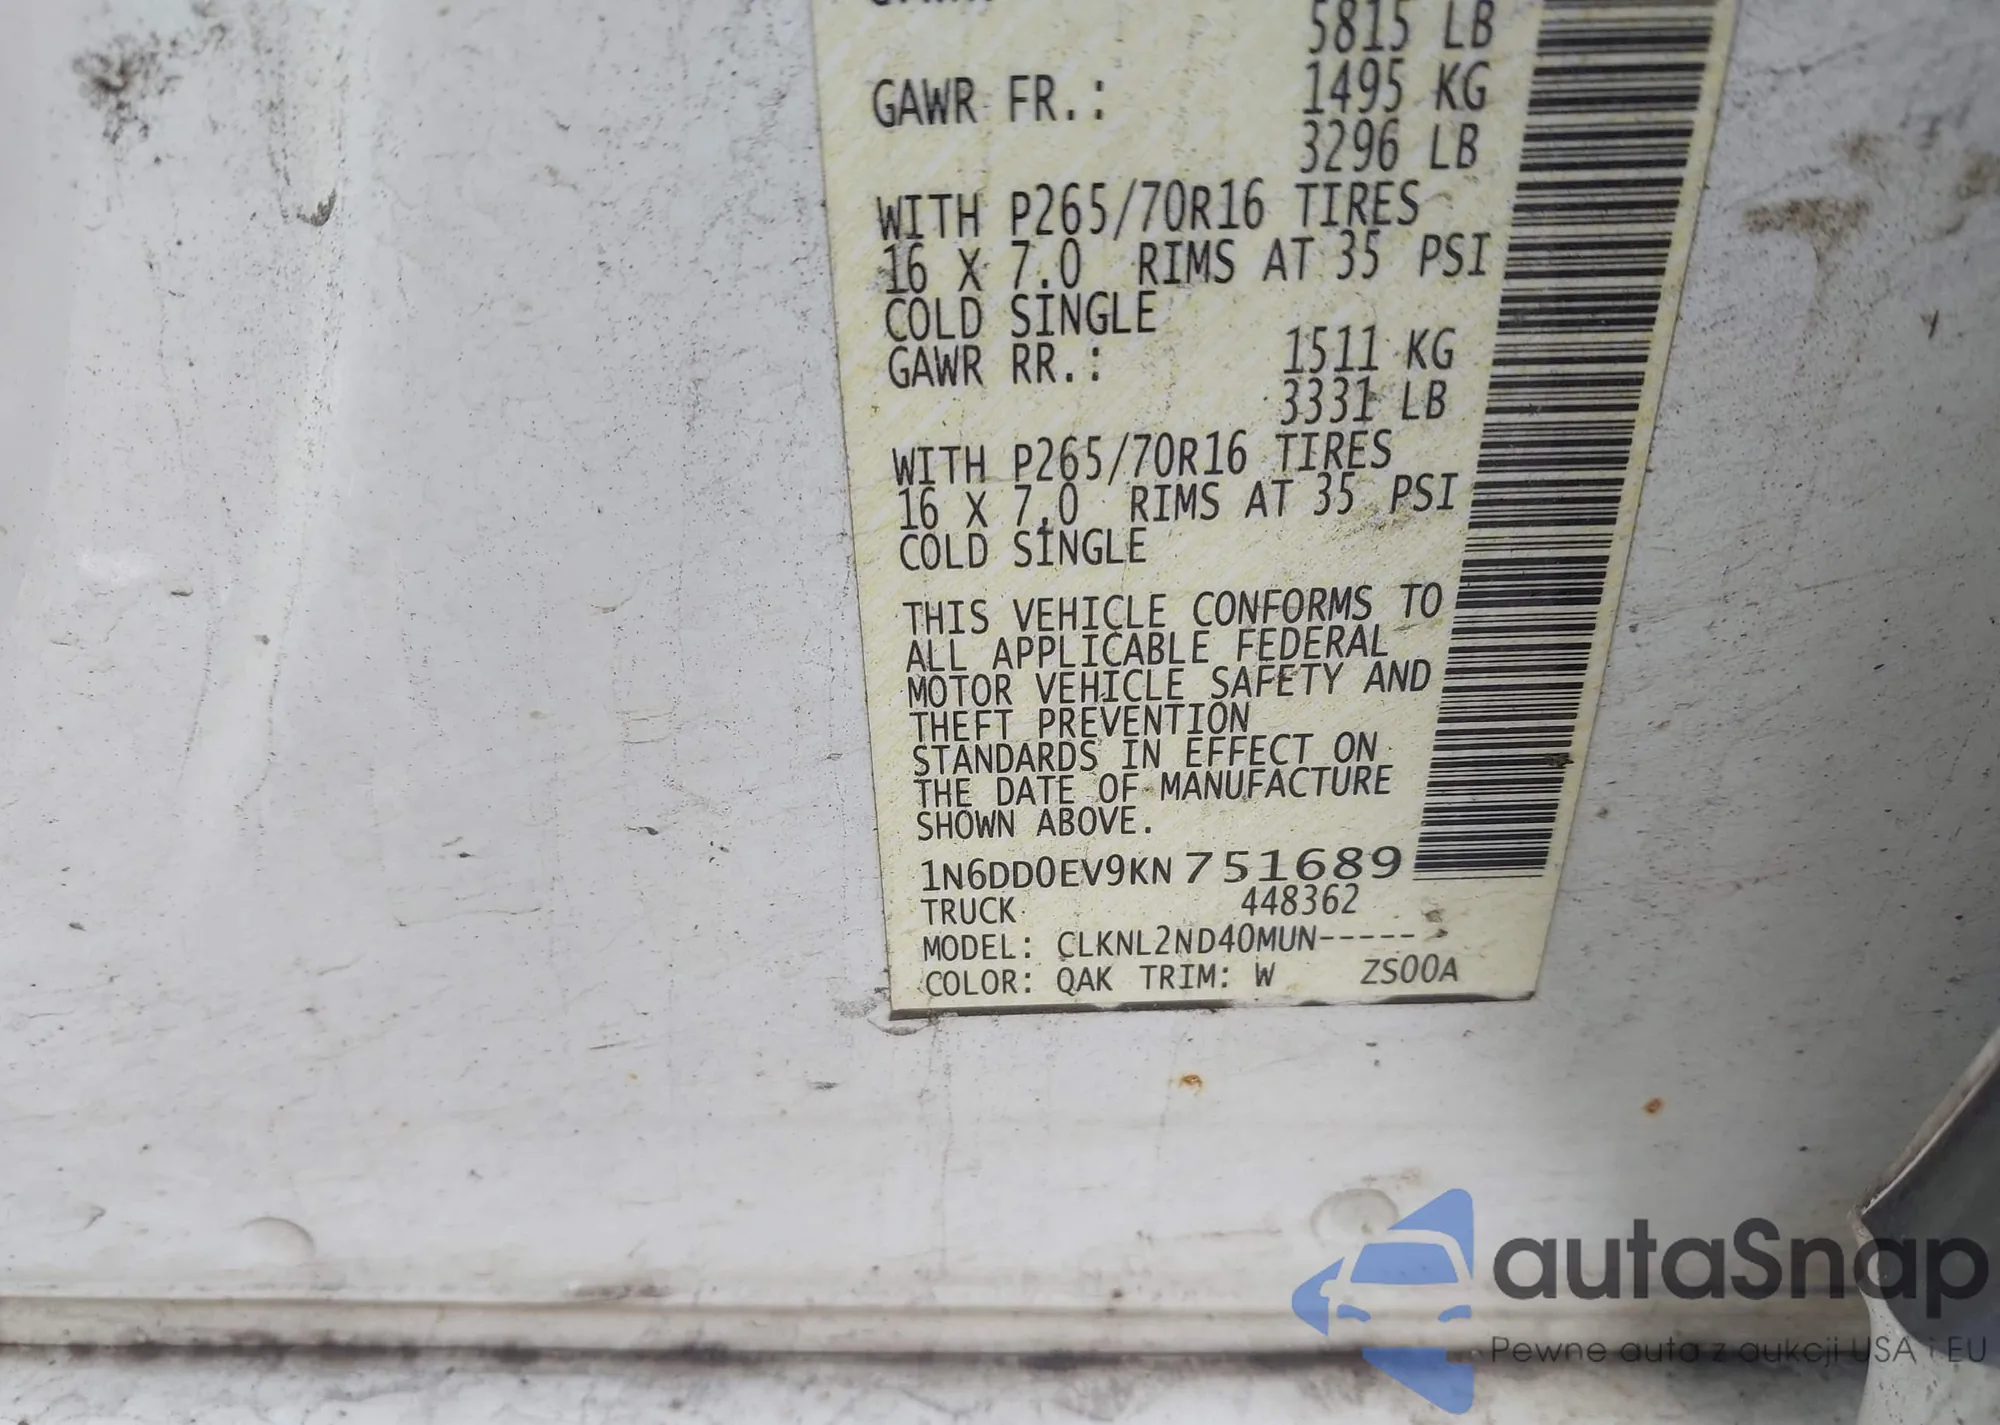 5815 LB
GAWR FR.: 1495 KG
3296 LB
WITH P265/70R16 TIRES
16 X 7.0 RIMS AT 35 PSI
COLD SINGLE
GAWR RR.: 1511 KG
3331 LB
WITH P265/70R16 TIRES
16 X 7.0 RIMS AT 35 PSI
COLD SINGLE
THIS VEHICLE CONFORMS TO
ALL APPLICABLE FEDERAL
MOTOR VEHICLE SAFETY AND
THEFT PREVENTION
STANDARDS IN EFFECT ON
THE DATE OF MANUFACTURE
SHOWN ABOVE.
1N6DD0EV9KN751689
TRUCK 448362
MODEL: CLKNL2ND40MUN-----
COLOR: QAK TRIM: W ZS00A
autaSnap
Pewne auta z aukcji USA i EU